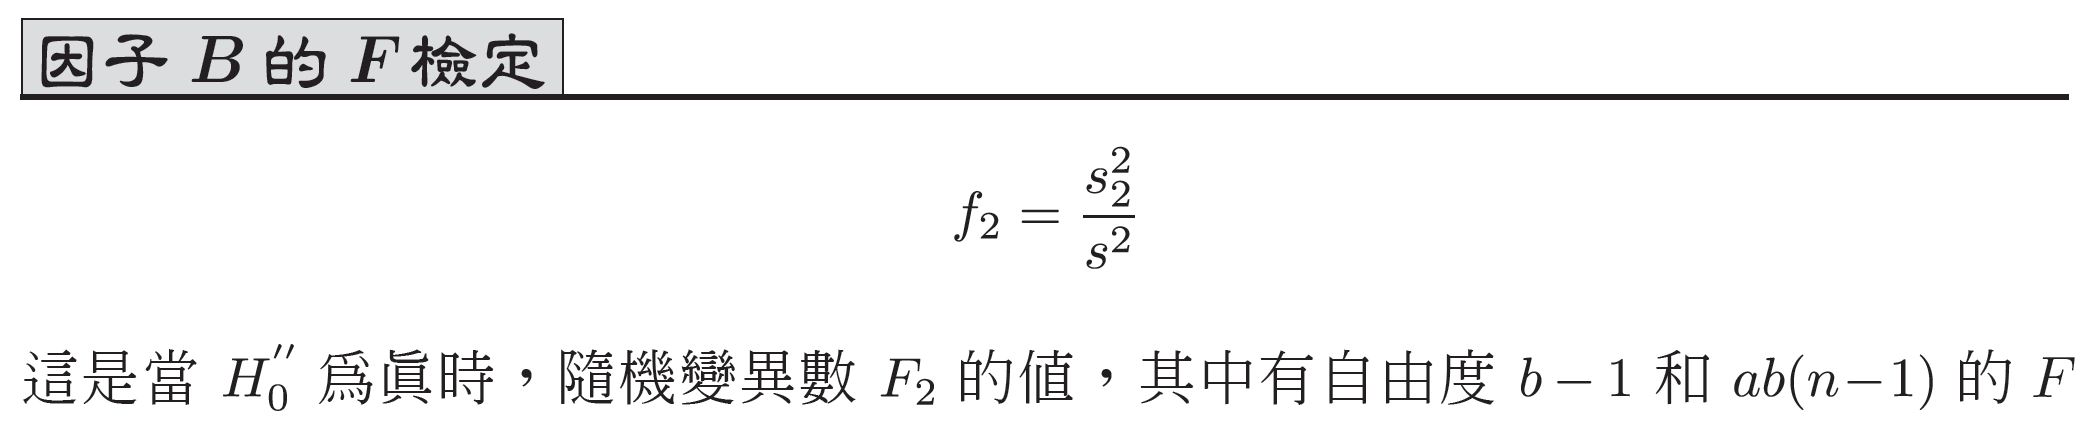 因子 B 的 F 檢定
f₂ = s₂² / s²
這是當 H₀″ 爲眞時，隨機變異數 F₂ 的值，其中有自由度 b − 1 和 ab(n−1) 的 F